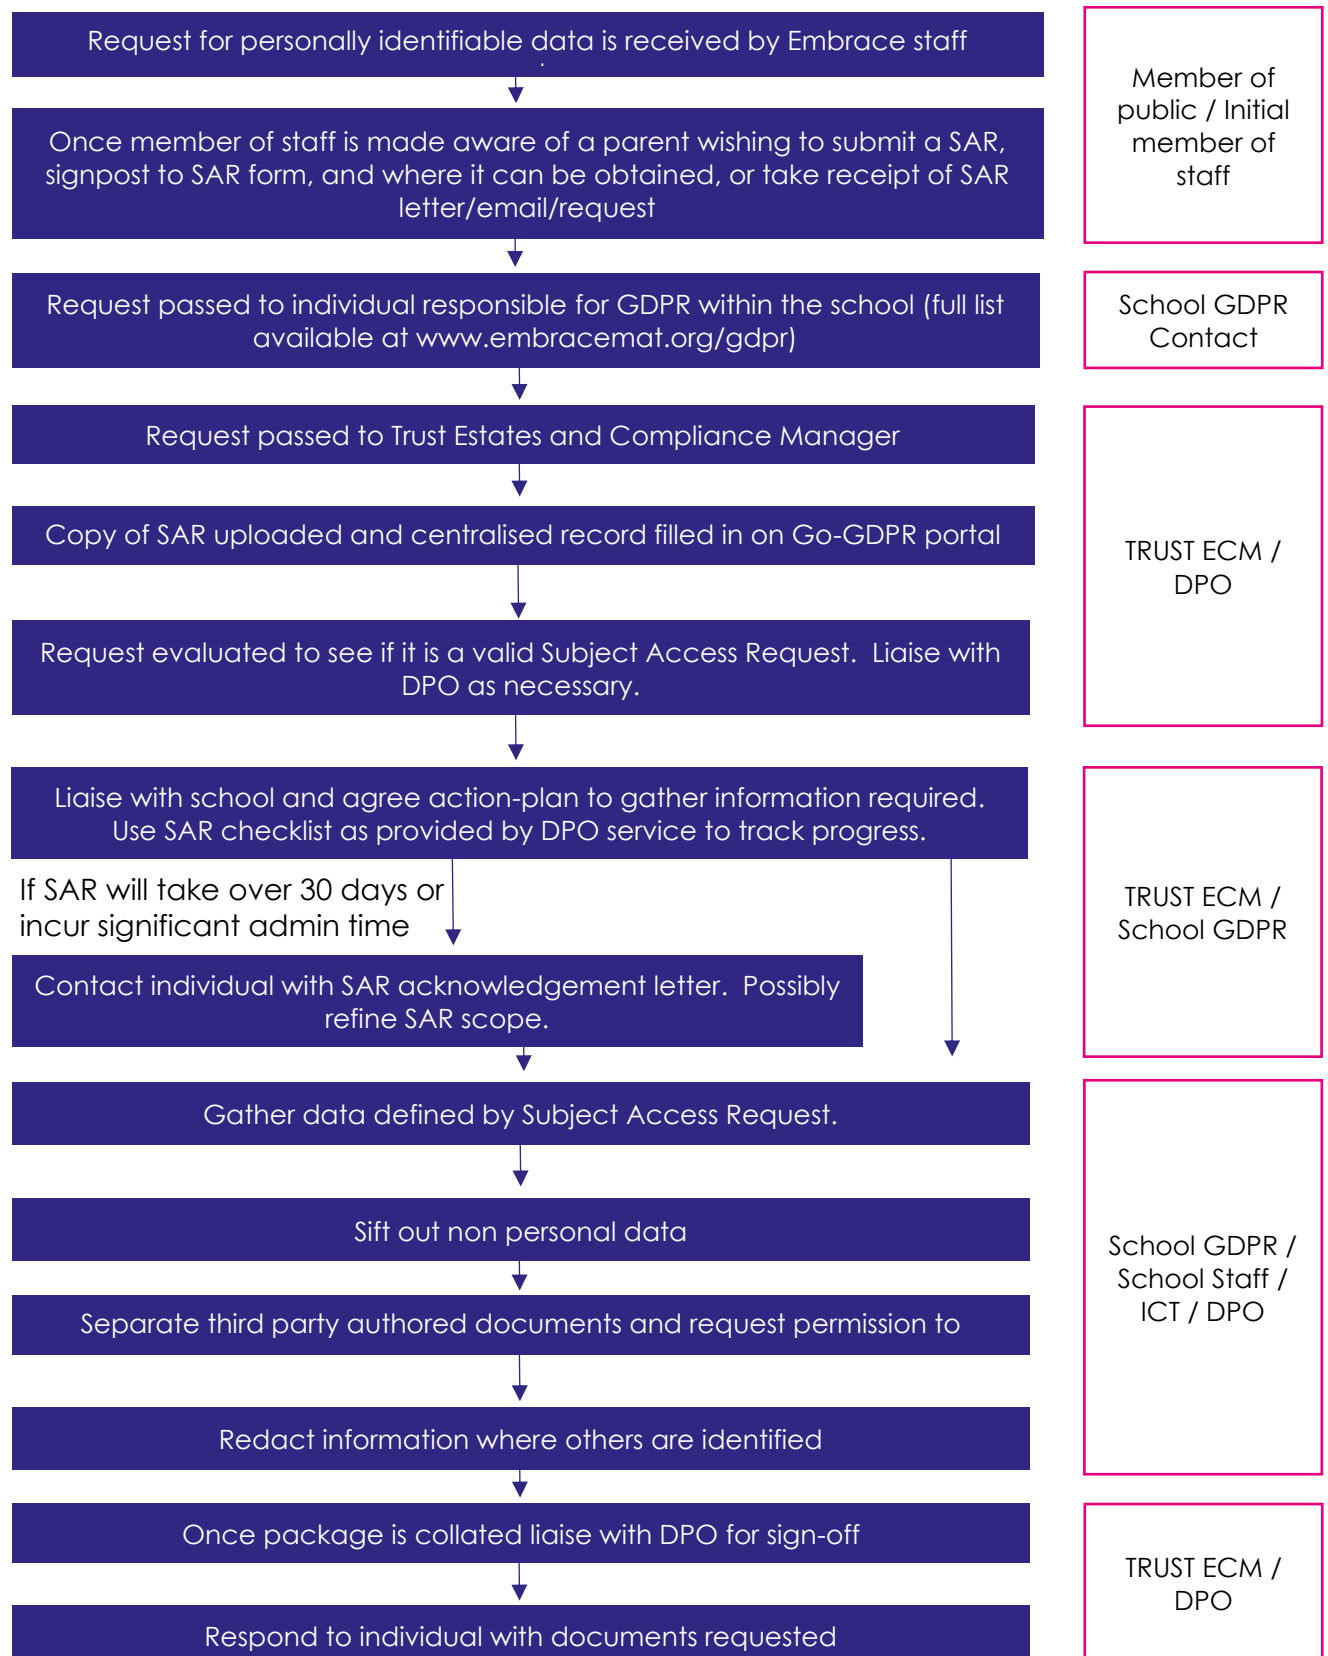 Request for personally identifiable data is received by Embrace staff
.
Member of
public / Initial
member of
staff
Once member of staff is made aware of a parent wishing to submit a SAR,
signpost to SAR form, and where it can be obtained, or take receipt of SAR
letter/email/request
Request passed to individual responsible for GDPR within the school (full list
available at www.embracemat.org/gdpr)
School GDPR
Contact
Request passed to Trust Estates and Compliance Manager
Copy of SAR uploaded and centralised record filled in on Go-GDPR portal
Request evaluated to see if it is a valid Subject Access Request.  Liaise with
DPO as necessary.
TRUST ECM /
DPO
Liaise with school and agree action-plan to gather information required.
Use SAR checklist as provided by DPO service to track progress.
If SAR will take over 30 days or
incur significant admin time
Contact individual with SAR acknowledgement letter.  Possibly
refine SAR scope.
TRUST ECM /
School GDPR
Gather data defined by Subject Access Request.
Sift out non personal data
Separate third party authored documents and request permission to
Redact information where others are identified
School GDPR /
School Staff /
ICT / DPO
Once package is collated liaise with DPO for sign-off
Respond to individual with documents requested
TRUST ECM /
DPO